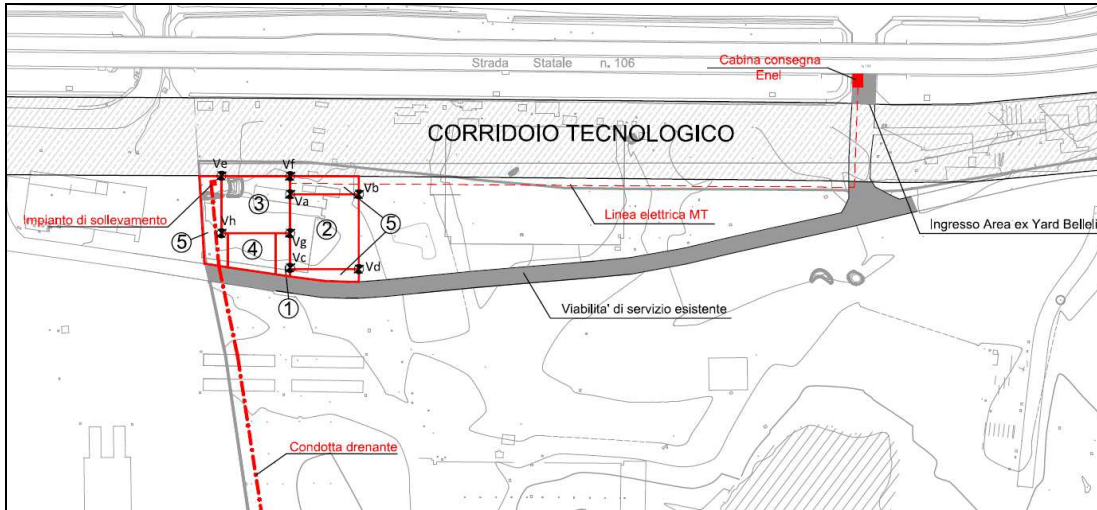 Strada Statale n. 106
Cabina consegna
Enel
CORRIDOIO TECNOLOGICO
Ve
Vf
Vb
Va
③
②
Impianto di sollevamento
Linea elettrica MT
Ingresso Area ex Yard Belleli
Vh
⑤
⑤
Vg
④
Vc
Vd
①
Viabilita' di servizio esistente
Condotta drenante